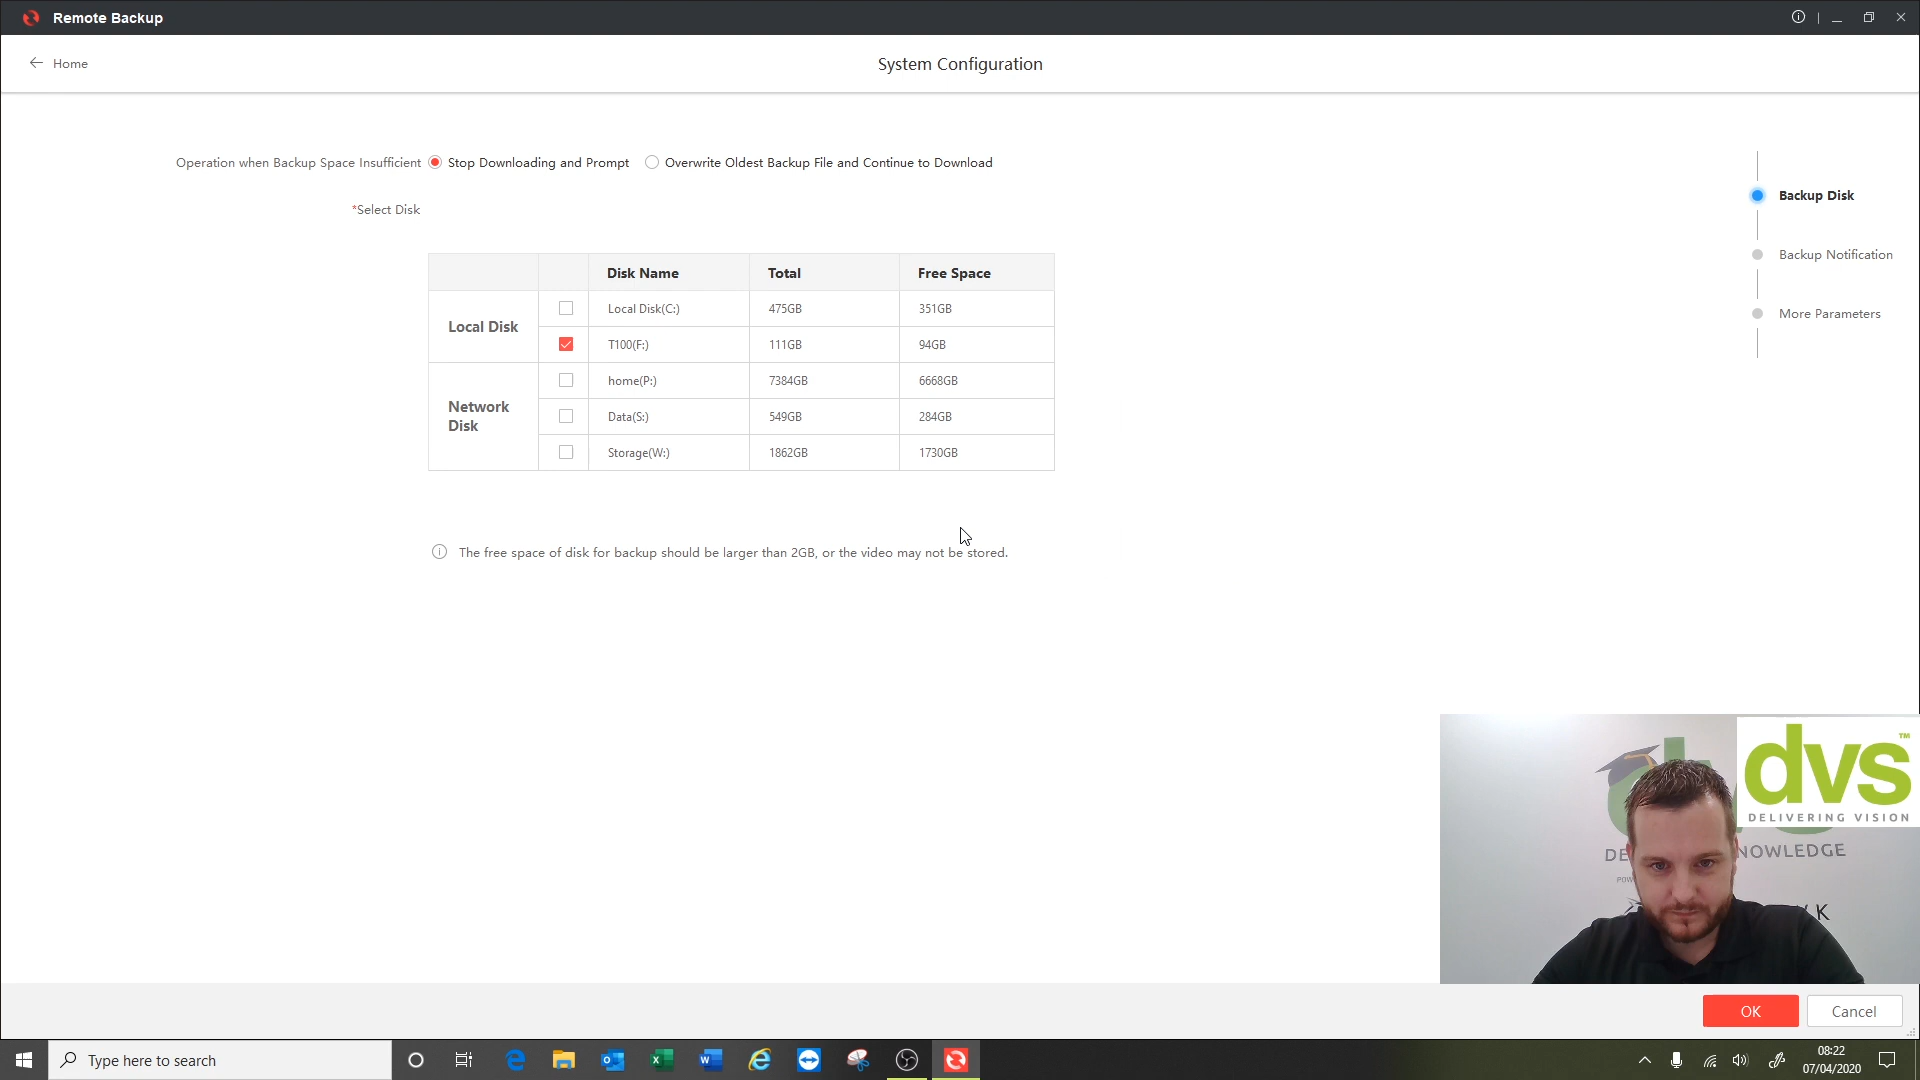 Remote Backup
Home
System Configuration
Operation when Backup Space Insufficient Stop Downloading and Prompt Overwrite Oldest Backup File and Continue to Download
*Select Disk
Disk Name Total Free Space
Local Disk
Local Disk(C:) 475GB 351GB
T100(F:) 111GB 94GB
Network Disk
home(P:) 7384GB 6668GB
Data(S:) 549GB 284GB
Storage(W:) 1862GB 1730GB
The free space of disk for backup should be larger than 2GB, or the video may not be stored.
Backup Disk
Backup Notification
More Parameters
dvs™
DELIVERING VISION
OK Cancel
Type here to search
08:22
07/04/2020